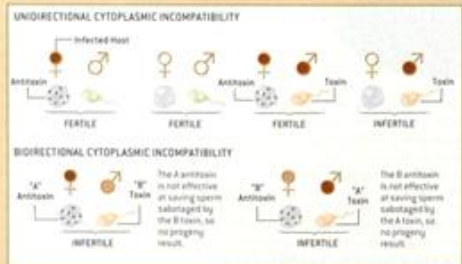 UNIDIRECTIONAL CYTOPLASMIC INCOMPATIBILITY
Infected Host
Antitoxin
Antitoxin
Toxin
Toxin
FERTILE
FERTILE
FERTILE
INFERTILE
BIDIRECTIONAL CYTOPLASMIC INCOMPATIBILITY
"A"
Antitoxin
"B"
Toxin
INFERTILE
The A antitoxin
is not effective
at saving sperm
sabotaged by
the B toxin, so
no progeny
result.
"B"
Antitoxin
"A"
Toxin
INFERTILE
The B antitoxin
is not effective
at saving sperm
sabotaged by
the A toxin, so
no progeny
result.